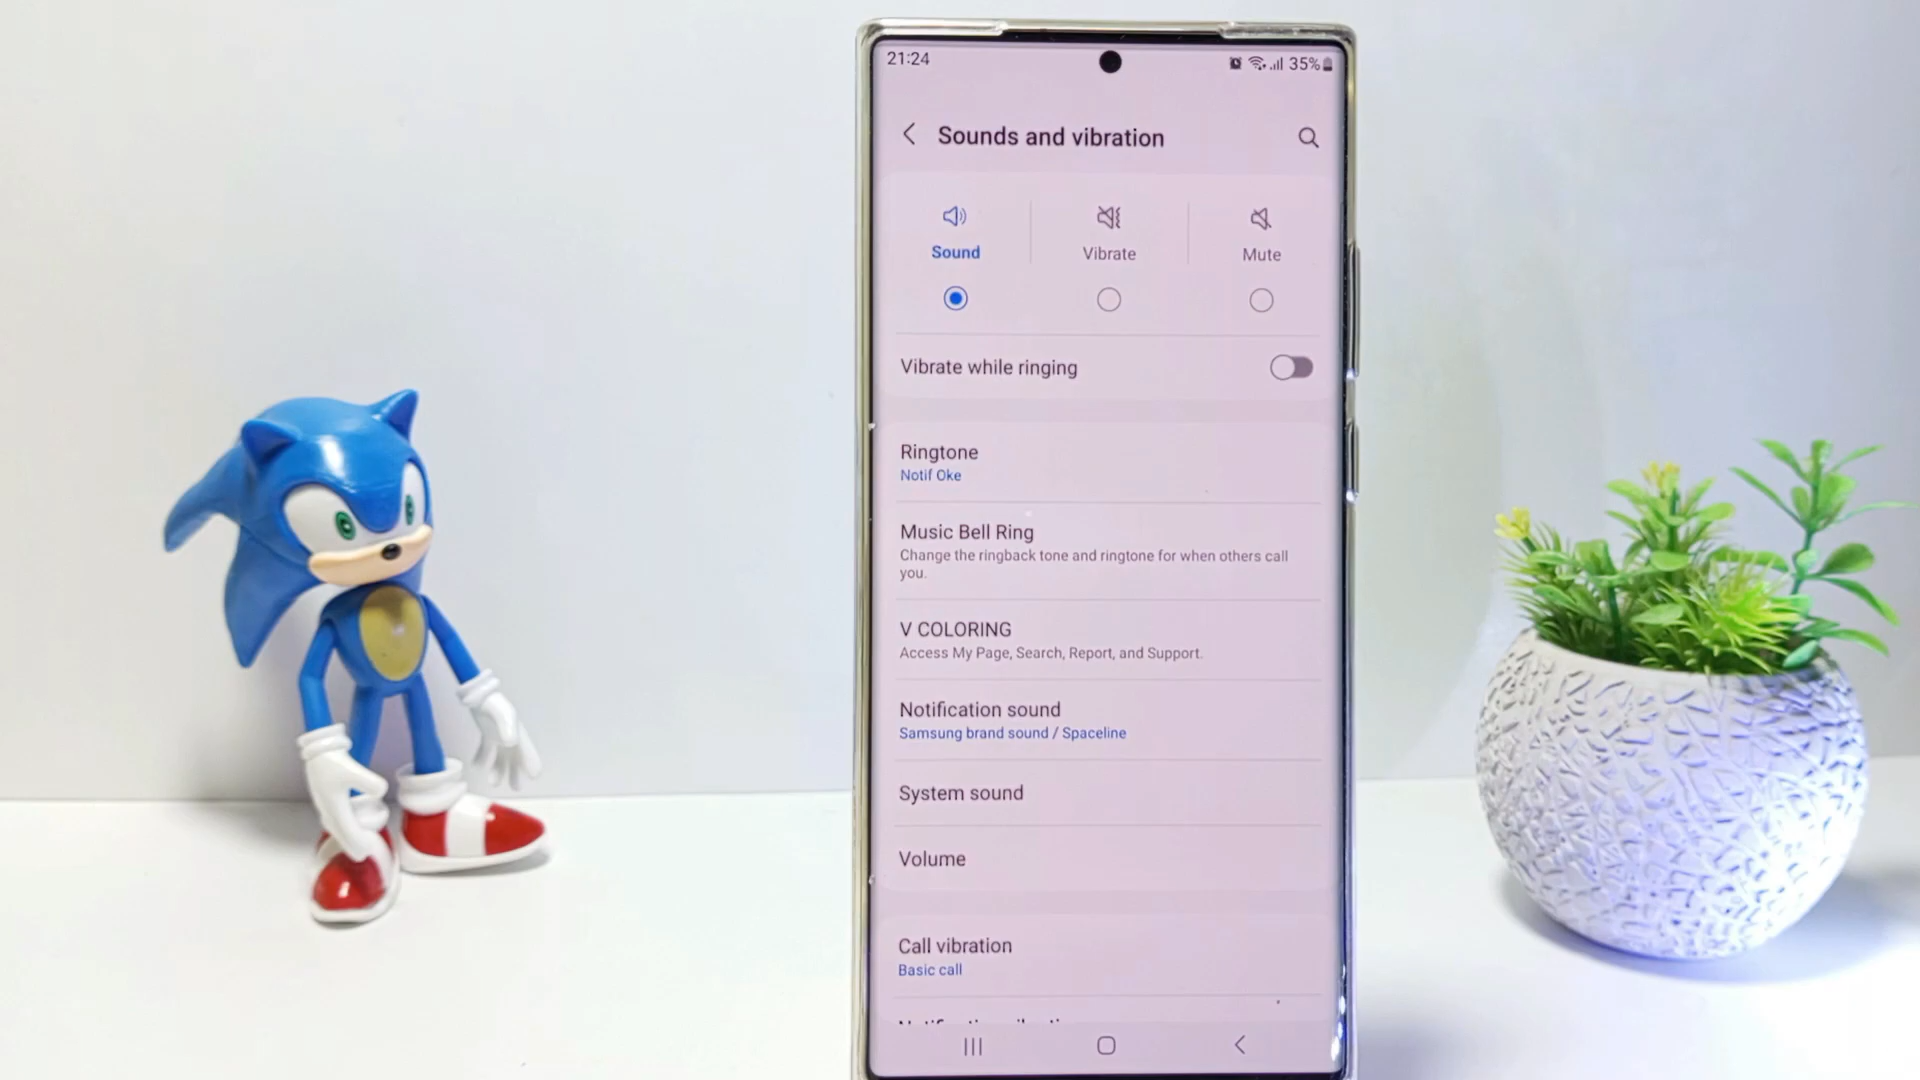 21:24
35%
Sounds and vibration
Sound
Vibrate
Mute
Vibrate while ringing
Ringtone
Notif Oke
Music Bell Ring
Change the ringback tone and ringtone for when others call
you.
V COLORING
Access My Page, Search, Report, and Support.
Notification sound
Samsung brand sound / Spaceline
System sound
Volume
Call vibration
Basic call